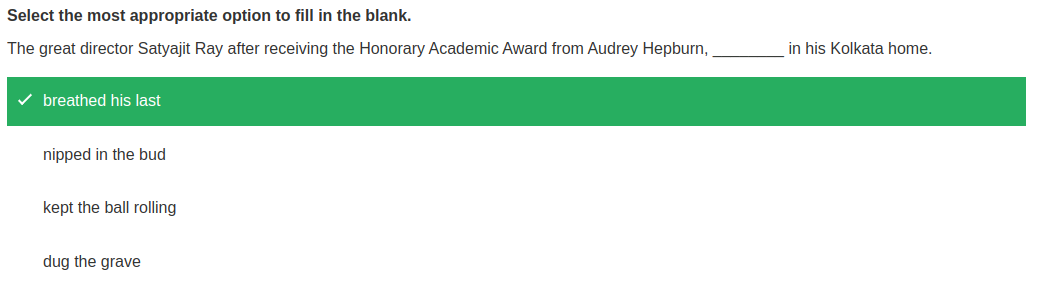 Select the most appropriate option to fill in the blank.
The great director Satyajit Ray after receiving the Honorary Academic Award from Audrey Hepburn, ________ in his Kolkata home.
breathed his last
nipped in the bud
kept the ball rolling
dug the grave